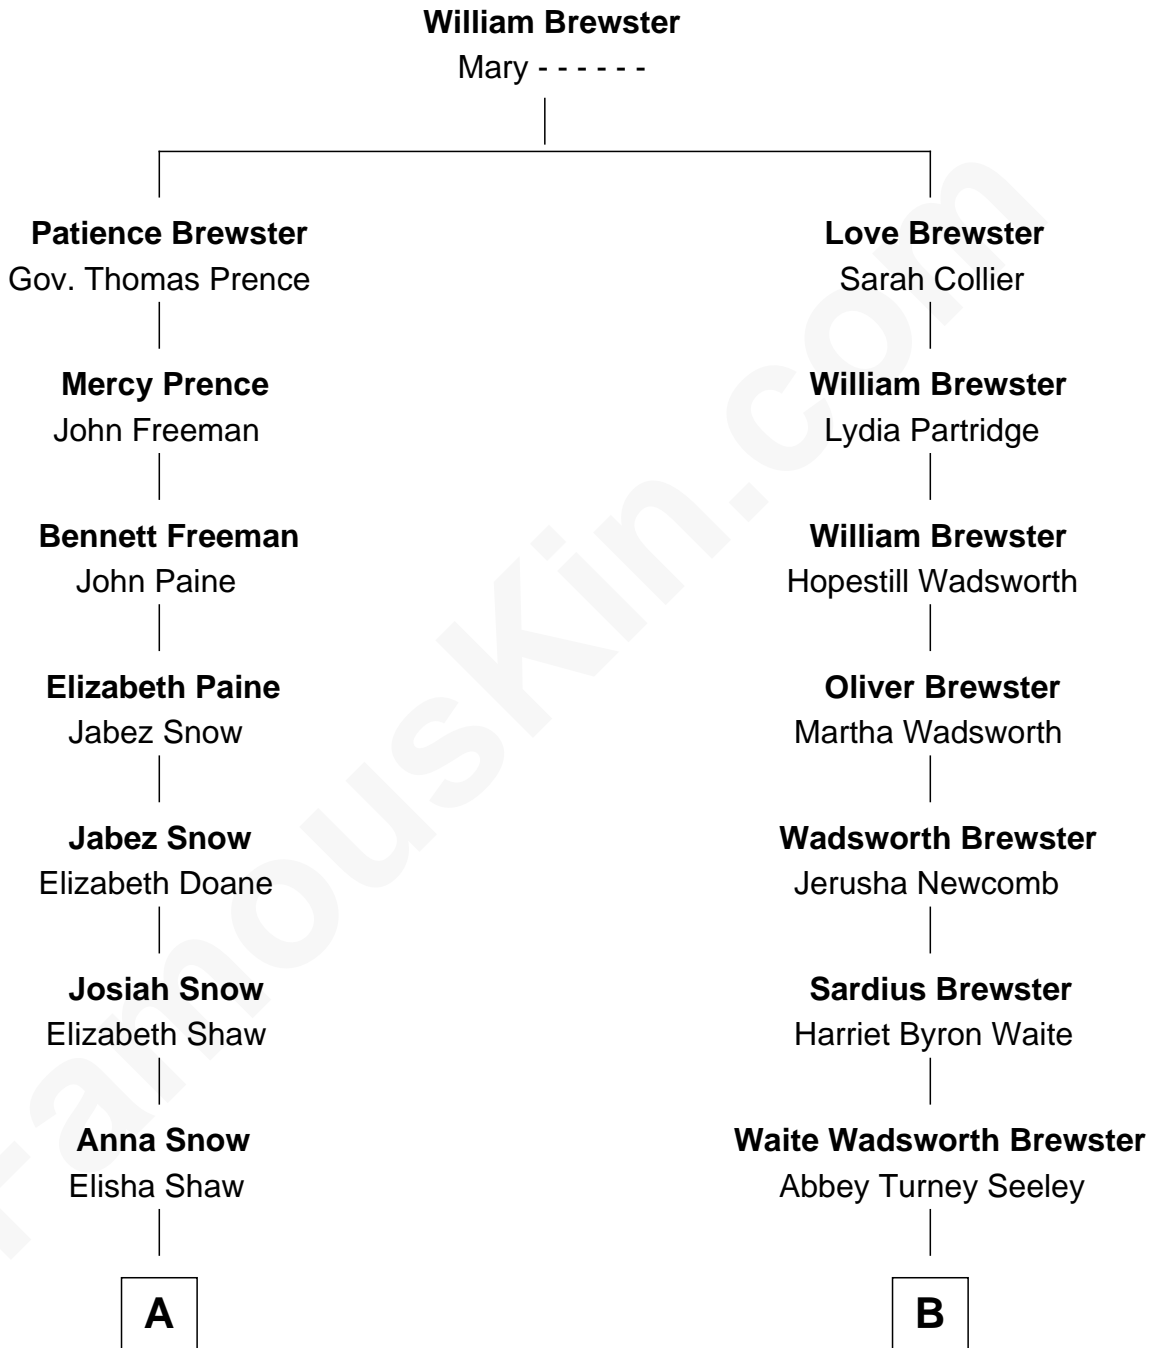 William Brewster
Mary - - - - - -
Patience Brewster
Gov. Thomas Prence
Love Brewster
Sarah Collier
Mercy Prence
John Freeman
William Brewster
Lydia Partridge
Bennett Freeman
John Paine
William Brewster
Hopestill Wadsworth
Elizabeth Paine
Jabez Snow
Oliver Brewster
Martha Wadsworth
Jabez Snow
Elizabeth Doane
Wadsworth Brewster
Jerusha Newcomb
Josiah Snow
Elizabeth Shaw
Sardius Brewster
Harriet Byron Waite
Anna Snow
Elisha Shaw
Waite Wadsworth Brewster
Abbey Turney Seeley
A
B
FamousKin.com